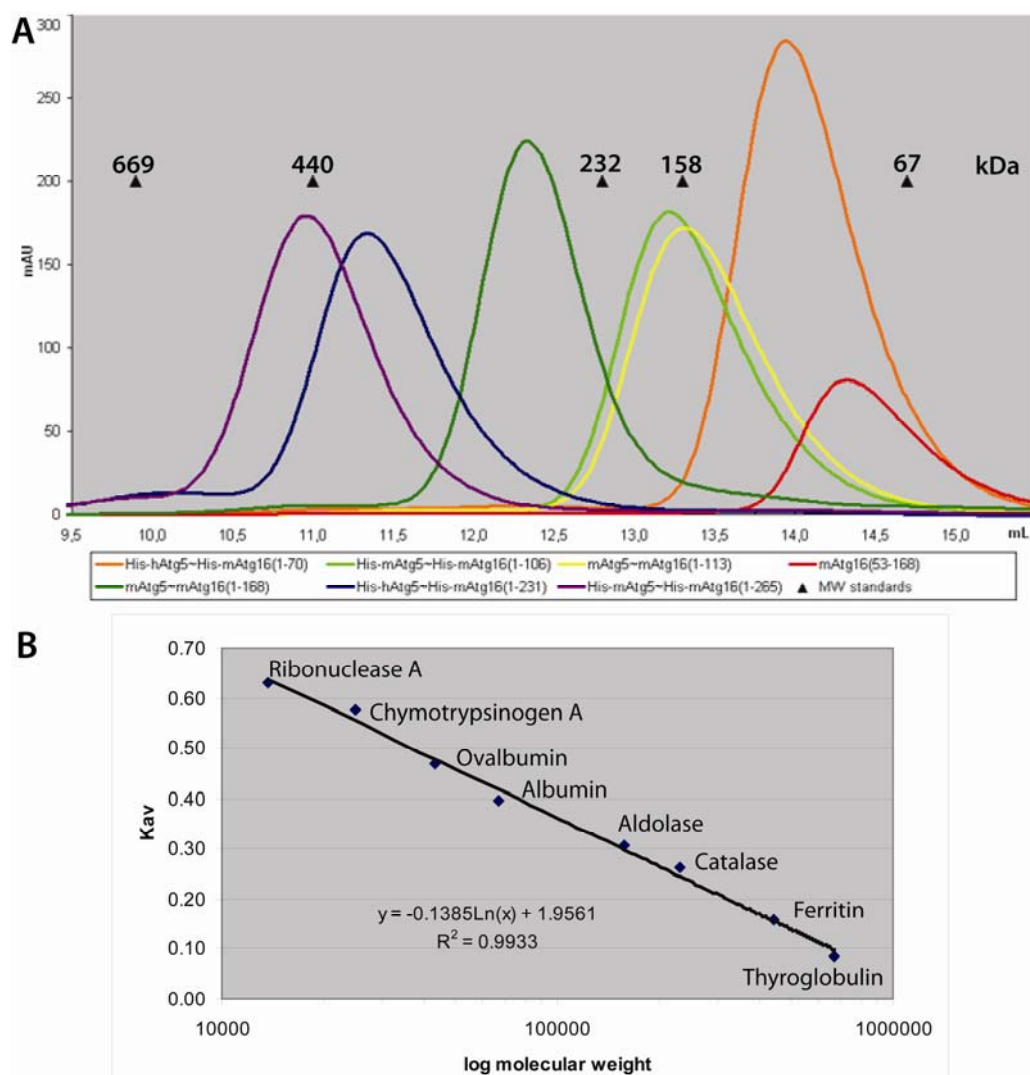 A
300
250
200
150
100
50
0
mAU
669 440 232 158 67 kDa
9,5 10,0 10,5 11,0 11,5 12,0 12,5 13,0 13,5 14,0 14,5 15,0 mL
His-hAtg5~His-mAtg16(1-70) His-mAtg5~His-mAtg16(1-106) mAtg5~mAtg16(1-113) mAtg16(53-168)
mAtg5~mAtg16(1-168) His-hAtg5~His-mAtg16(1-231) His-mAtg5~His-mAtg16(1-265) ▲ MW standards
B
0.70
0.60
0.50
0.40
0.30
0.20
0.10
0.00
Kav
Ribonuclease A
Chymotrypsinogen A
Ovalbumin
Albumin
Aldolase
Catalase
Ferritin
Thyroglobulin
y = -0.1385Ln(x) + 1.9561
R² = 0.9933
10000 100000 1000000
log molecular weight